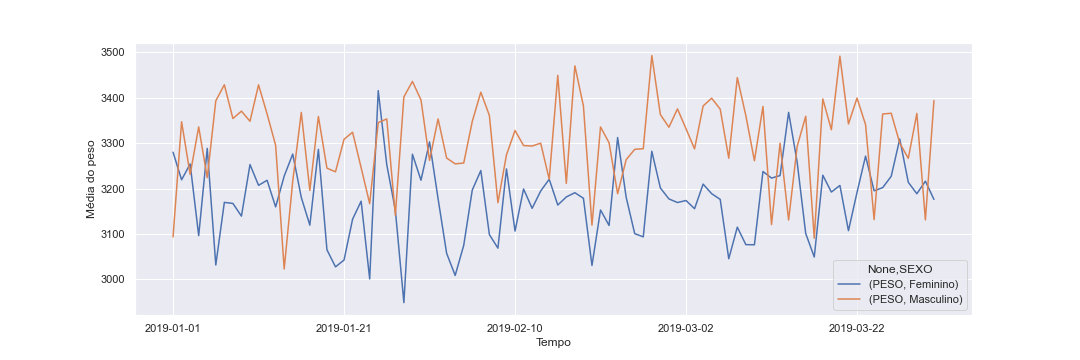 3500
3400
3300
3200
3100
3000
Média do peso
2019-01-01
2019-01-21
2019-02-10
2019-03-02
2019-03-22
Tempo
None,SEXO
(PESO, Feminino)
(PESO, Masculino)